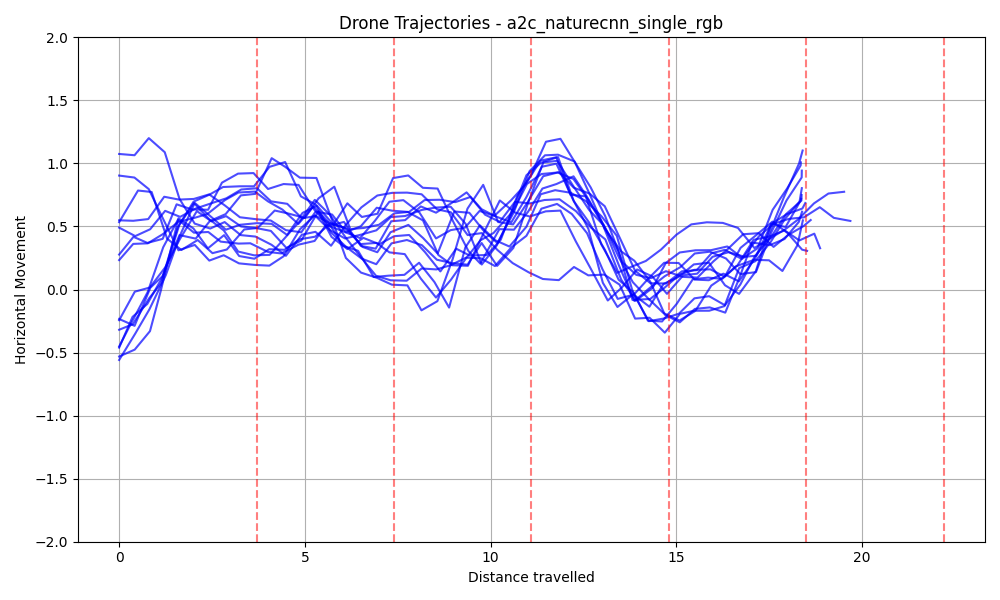 Drone Trajectories - a2c_naturecnn_single_rgb
2.0
1.5
1.0
0.5
0.0
−0.5
−1.0
−1.5
−2.0
Horizontal Movement
0 5 10 15 20
Distance travelled